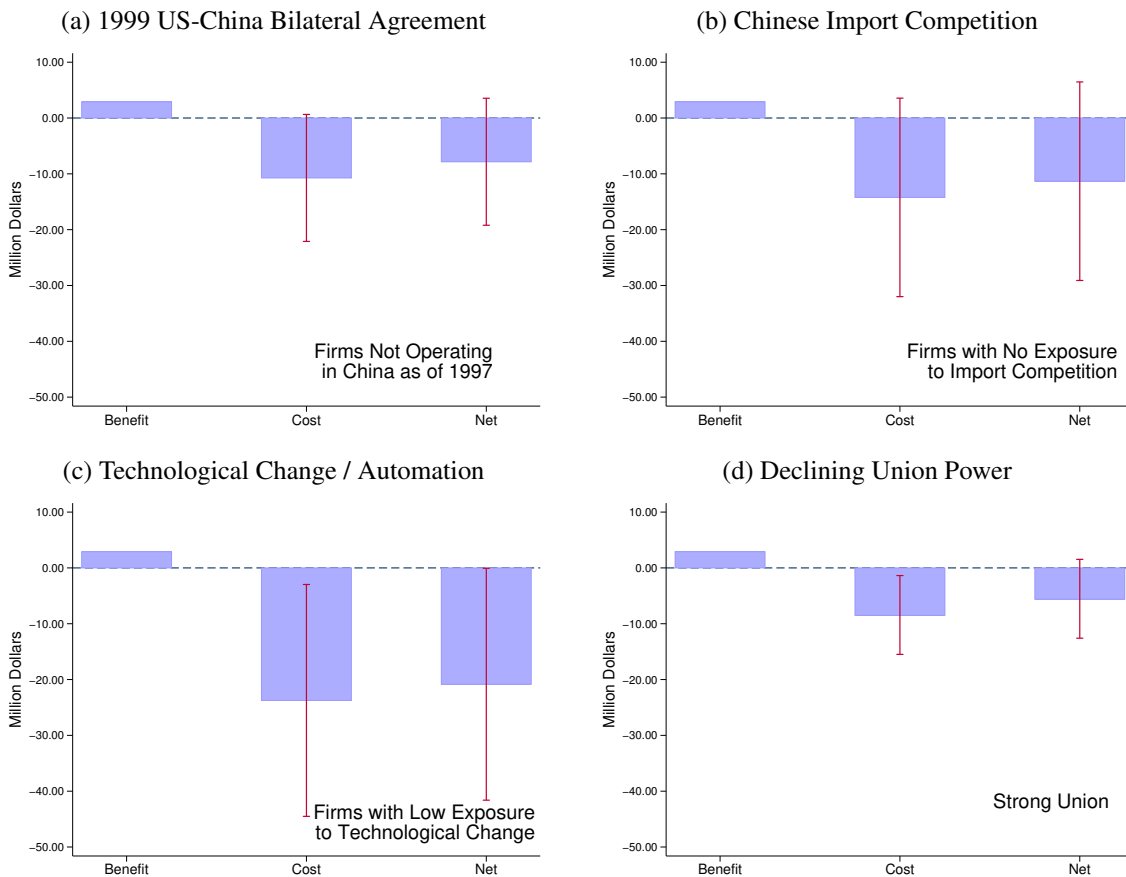 (a) 1999 US-China Bilateral Agreement
10.00
0.00
−10.00
−20.00
−30.00
−40.00
−50.00
Million Dollars
Firms Not Operating
in China as of 1997
Benefit
Cost
Net
(b) Chinese Import Competition
10.00
0.00
−10.00
−20.00
−30.00
−40.00
−50.00
Million Dollars
Firms with No Exposure
to Import Competition
Benefit
Cost
Net
(c) Technological Change / Automation
10.00
0.00
−10.00
−20.00
−30.00
−40.00
−50.00
Million Dollars
Firms with Low Exposure
to Technological Change
Benefit
Cost
Net
(d) Declining Union Power
10.00
0.00
−10.00
−20.00
−30.00
−40.00
−50.00
Million Dollars
Strong Union
Benefit
Cost
Net